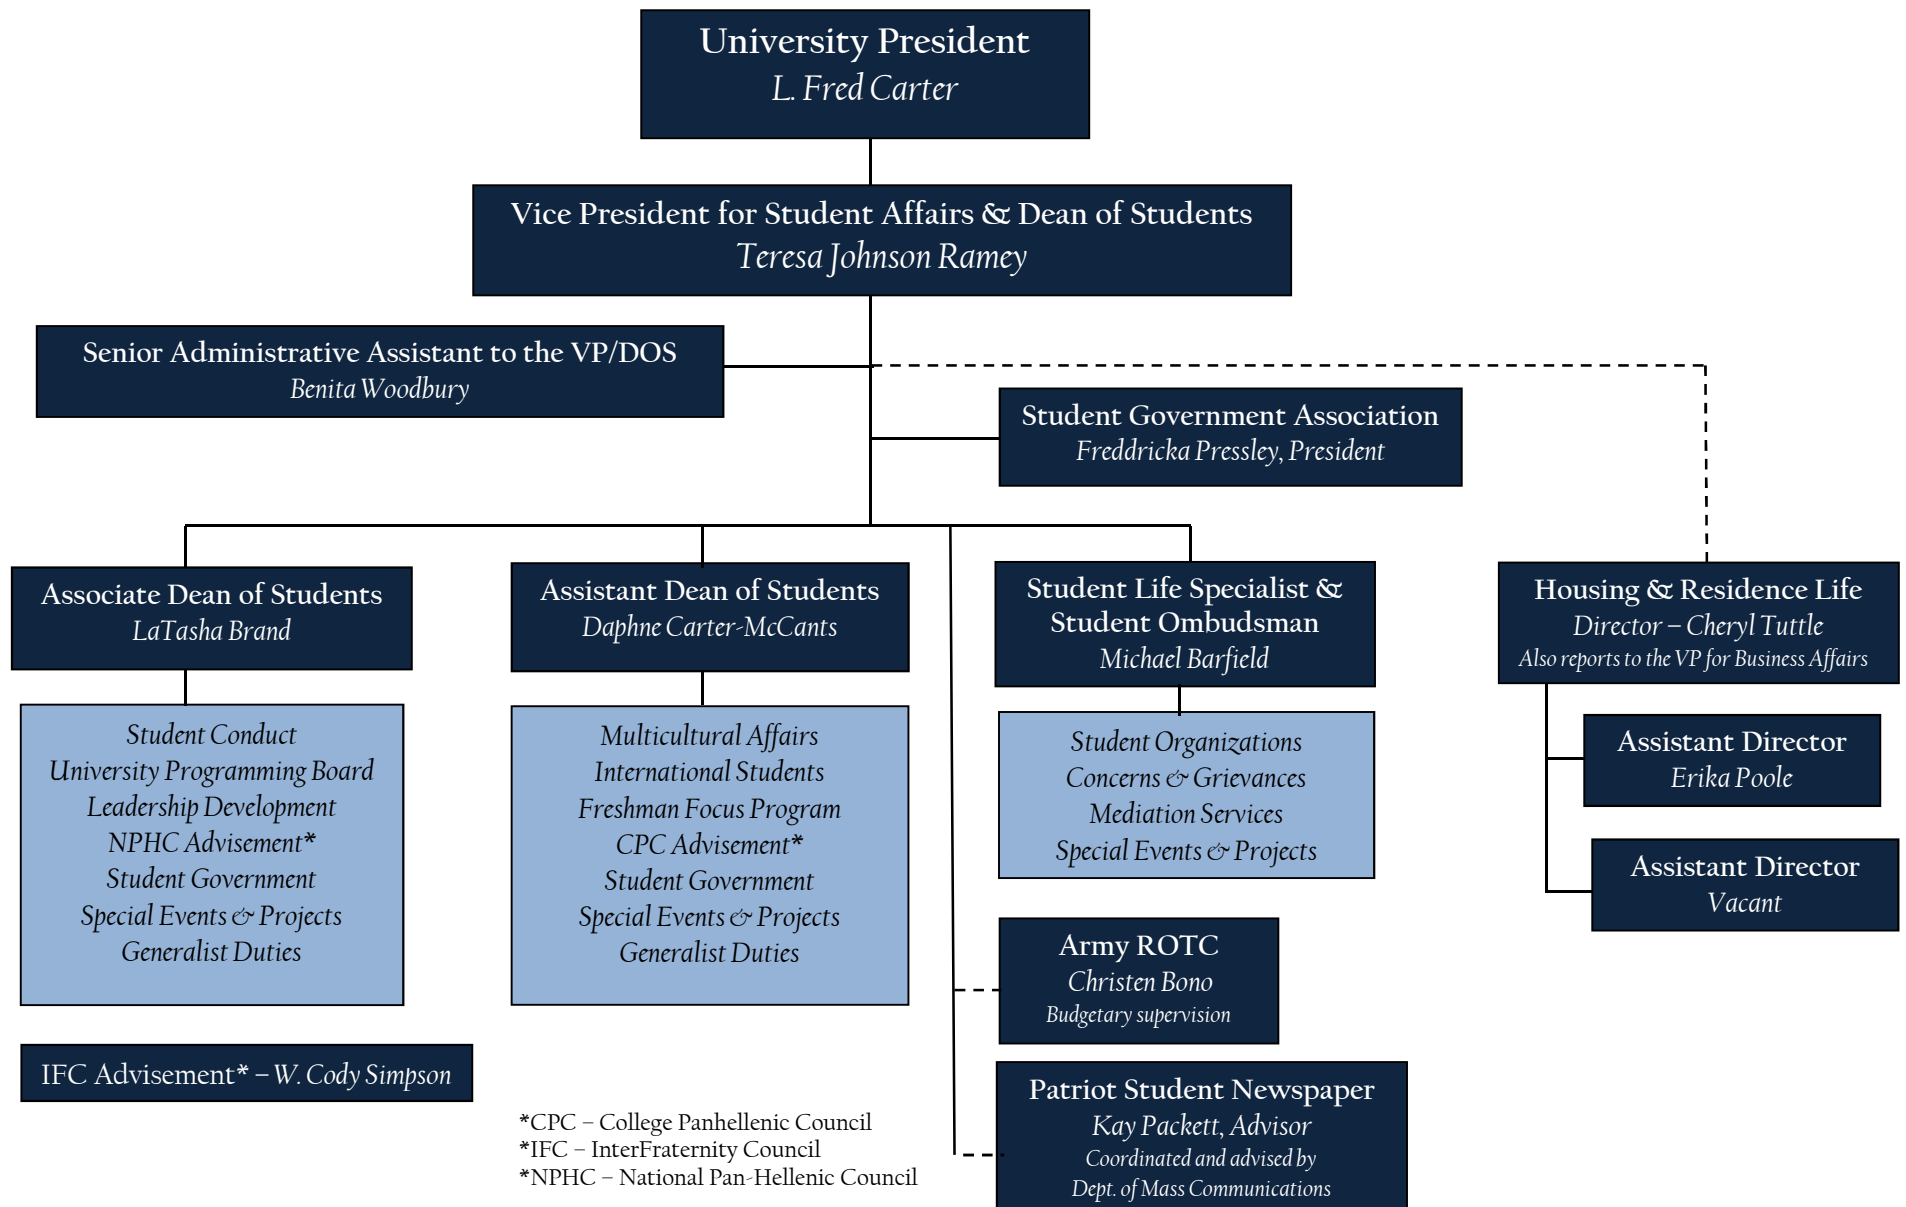 University President
L. Fred Carter
Vice President for Student Affairs & Dean of Students
Teresa Johnson Ramey
Senior Administrative Assistant to the VP/DOS
Benita Woodbury
Student Government Association
Freddricka Pressley, President
Associate Dean of Students
LaTasha Brand
Student Conduct
University Programming Board
Leadership Development
NPHC Advisement*
Student Government
Special Events & Projects
Generalist Duties
IFC Advisement* – W. Cody Simpson
Assistant Dean of Students
Daphne Carter-McCants
Multicultural Affairs
International Students
Freshman Focus Program
CPC Advisement*
Student Government
Special Events & Projects
Generalist Duties
*CPC – College Panhellenic Council
*IFC – InterFraternity Council
*NPHC – National Pan-Hellenic Council
Student Life Specialist &
Student Ombudsman
Michael Barfield
Student Organizations
Concerns & Grievances
Mediation Services
Special Events & Projects
Army ROTC
Christen Bono
Budgetary supervision
Patriot Student Newspaper
Kay Packett, Advisor
Coordinated and advised by
Dept. of Mass Communications
Housing & Residence Life
Director – Cheryl Tuttle
Also reports to the VP for Business Affairs
Assistant Director
Erika Poole
Assistant Director
Vacant